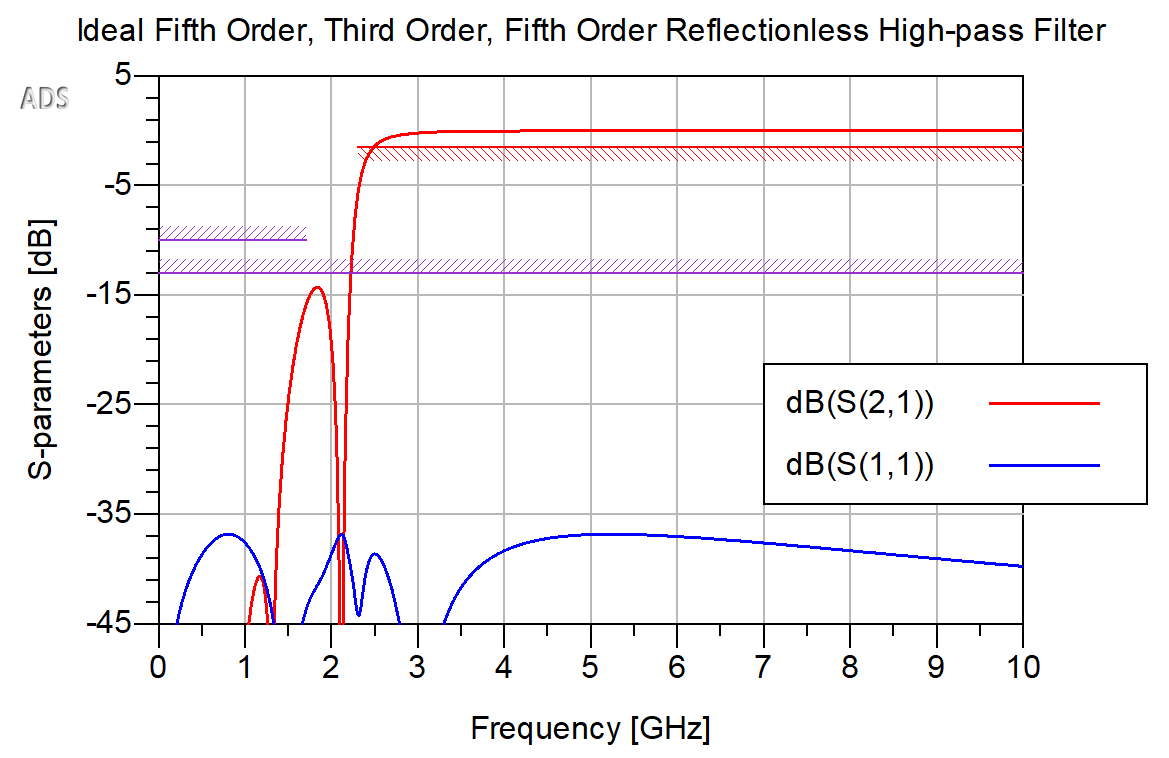 Ideal Fifth Order, Third Order, Fifth Order Reflectionless High-pass Filter
ADS
5
-5
-15
-25
-35
-45
S-parameters [dB]
dB(S(2,1))
dB(S(1,1))
0 1 2 3 4 5 6 7 8 9 10
Frequency [GHz]